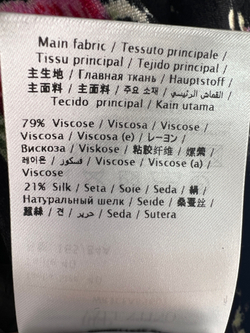 Main fabric / Tessuto principale /
Tissu principal / Tejido principal /
主生地 / Главная ткань / Hauptstoff /
主面料 / 主要面料 / 주요 소재 / القماش الرئيسي /
Tecido principal / Kain utama
79% Viscose / Viscosa / Viscose /
Viscosa / Viscosa (e) / レーヨン /
Вискоза / Viskose / 粘胶纤维 / 嫘縈 /
레이온 / فسكوز / Viscose / Viscose (a) /
Viscose
21% Silk / Seta / Soie / Seda / 絹 /
Натуральный шелк / Seide / 桑蚕丝 /
蠶絲 / 견 / حرير / Seda / Sutera